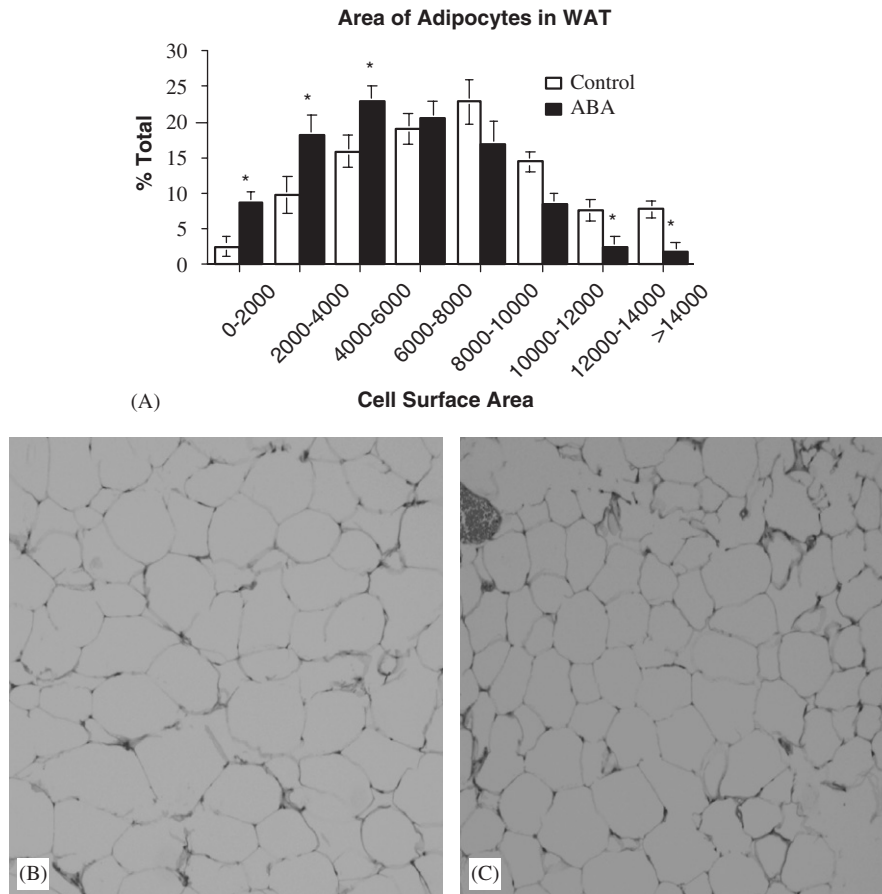 Area of Adipocytes in WAT
30
25
20
15
10
5
0
% Total
* * * * *
Control
ABA
0-2000
2000-4000
4000-6000
6000-8000
8000-10000
10000-12000
12000-14000
>14000
(A)
Cell Surface Area
(B)
(C)